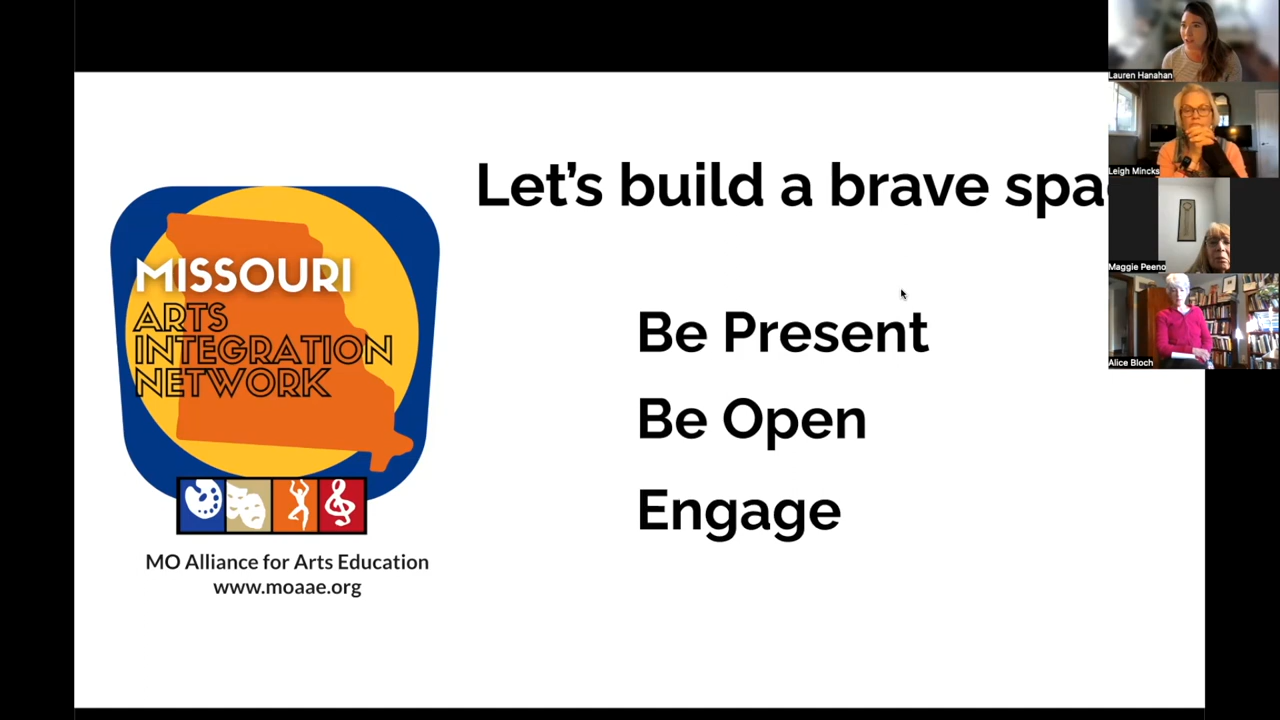 Let's build a brave spa
Be Present
Be Open
Engage
MISSOURI
ARTS
INTEGRATION
NETWORK
MO Alliance for Arts Education
www.moaae.org
Lauren Hanahan
Leigh Mincks
Maggie Peeno
Alice Bloch